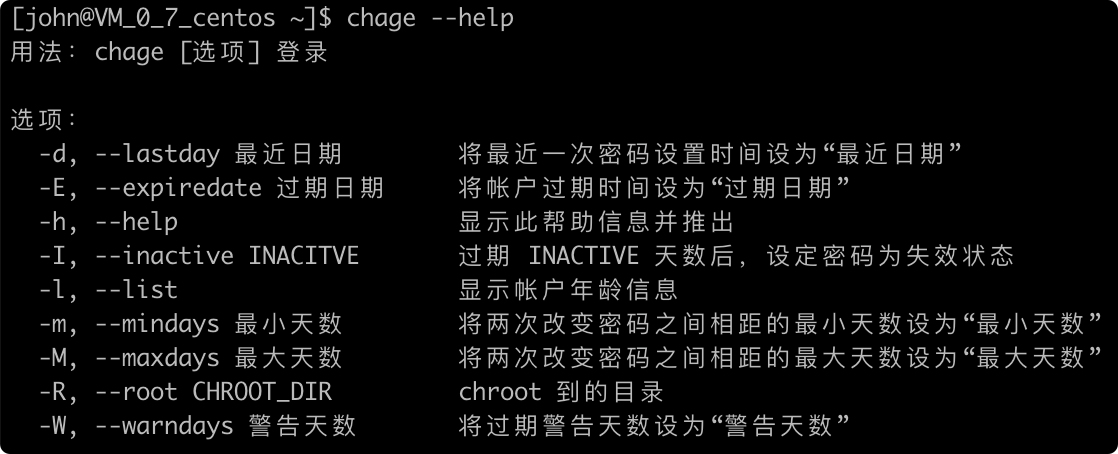 [john@VM_0_7_centos ~]$ chage --help
用法：chage [选项] 登录
选项：
-d, --lastday 最近日期 将最近一次密码设置时间设为“最近日期”
-E, --expiredate 过期日期 将帐户过期时间设为“过期日期”
-h, --help 显示此帮助信息并推出
-I, --inactive INACITVE 过期 INACTIVE 天数后，设定密码为失效状态
-l, --list 显示帐户年龄信息
-m, --mindays 最小天数 将两次改变密码之间相距的最小天数设为“最小天数”
-M, --maxdays 最大天数 将两次改变密码之间相距的最大天数设为“最大天数”
-R, --root CHROOT_DIR chroot 到的目录
-W, --warndays 警告天数 将过期警告天数设为“警告天数”